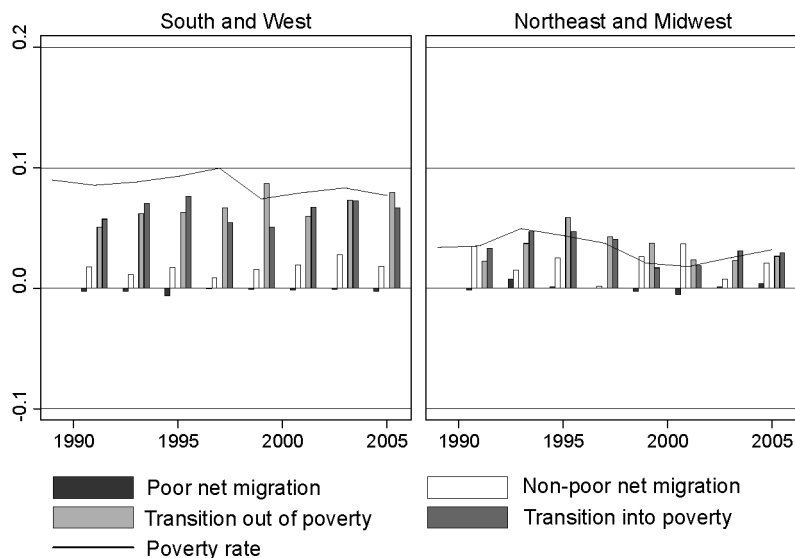 South and West
Northeast and Midwest
0.2
0.1
0.0
-0.1
1990 1995 2000 2005
1990 1995 2000 2005
Poor net migration
Non-poor net migration
Transition out of poverty
Transition into poverty
Poverty rate